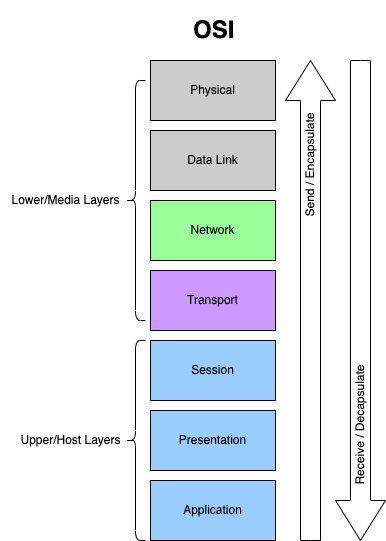 OSI
Physical
Data Link
Lower/Media Layers
Network
Transport
Session
Upper/Host Layers
Presentation
Application
Send / Encapsulate
Receive / Decapsulate